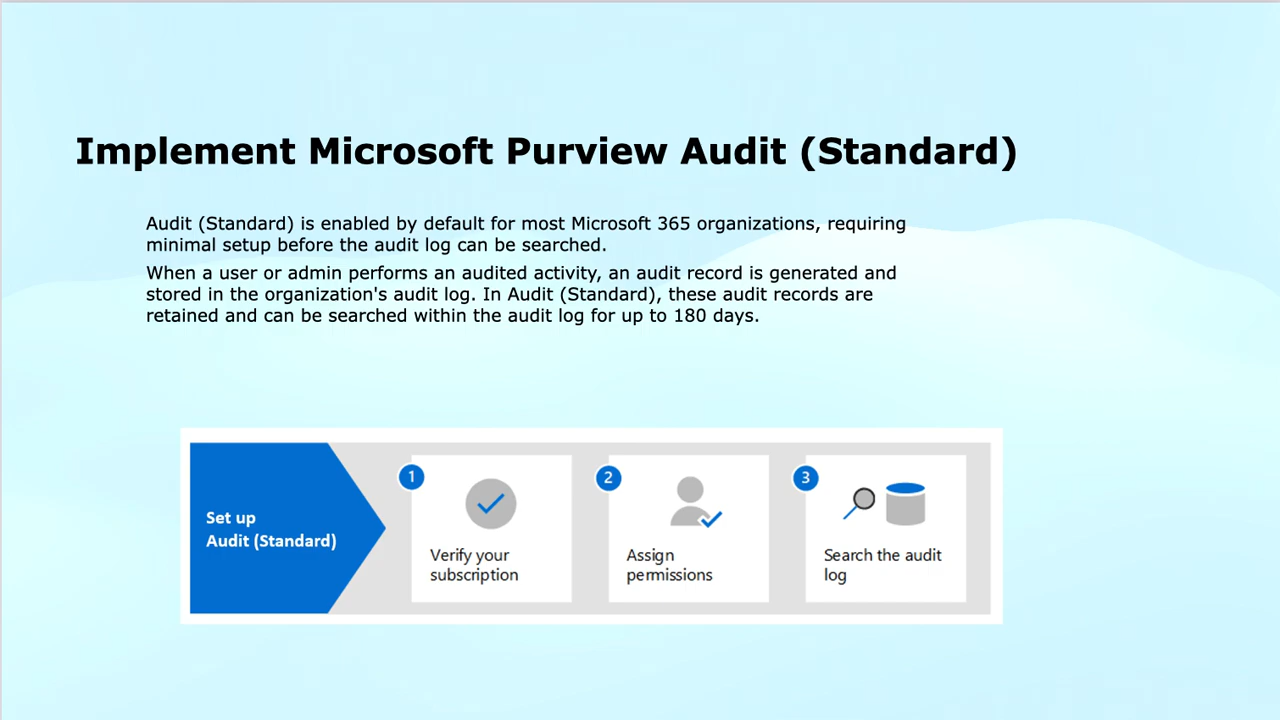 Implement Microsoft Purview Audit (Standard)
Audit (Standard) is enabled by default for most Microsoft 365 organizations, requiring
minimal setup before the audit log can be searched.
When a user or admin performs an audited activity, an audit record is generated and
stored in the organization's audit log. In Audit (Standard), these audit records are
retained and can be searched within the audit log for up to 180 days.
Set up
Audit (Standard)
1
Verify your
subscription
2
Assign
permissions
3
Search the audit
log